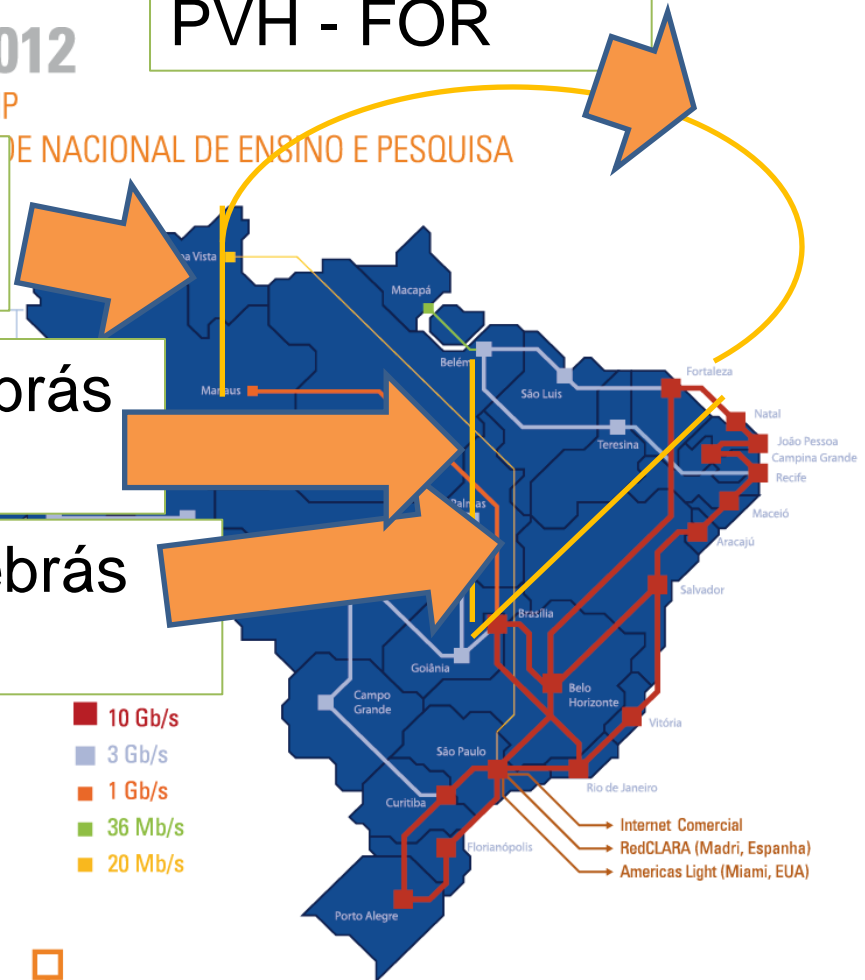 PVH - FOR
012
P
DE NACIONAL DE ENSINO E PESQUISA
a Vista
Macapá
Manaus
Belém
São Luis
Fortaleza
Natal
João Pessoa
Teresina
Campina Grande
Recife
brás
Palmas
Maceió
Aracajú
ebrás
Salvador
Brasília
Goiânia
Campo
Grande
Belo
Horizonte
Vitória
10 Gb/s
3 Gb/s
1 Gb/s
36 Mb/s
20 Mb/s
São Paulo
Rio de Janeiro
Curitiba
Internet Comercial
RedCLARA (Madri, Espanha)
Americas Light (Miami, EUA)
Florianópolis
Porto Alegre